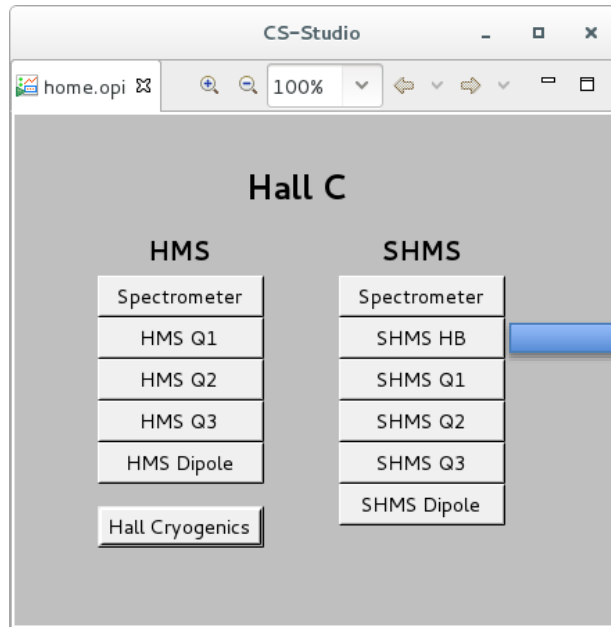 CS-Studio
home.opi
100%
Hall C
HMS
SHMS
Spectrometer
Spectrometer
HMS Q1
SHMS HB
HMS Q2
SHMS Q1
HMS Q3
SHMS Q2
HMS Dipole
SHMS Q3
SHMS Dipole
Hall Cryogenics